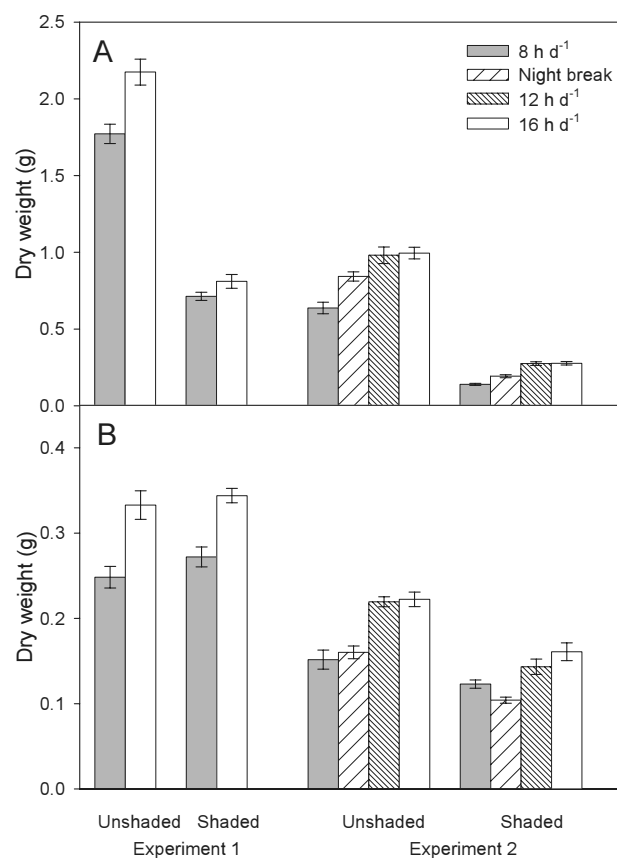 A
8 h d⁻¹
Night break
12 h d⁻¹
16 h d⁻¹
Dry weight (g)
2.5
2.0
1.5
1.0
0.5
0.0
B
Dry weight (g)
0.4
0.3
0.2
0.1
0.0
Unshaded Shaded Unshaded Shaded
Experiment 1 Experiment 2